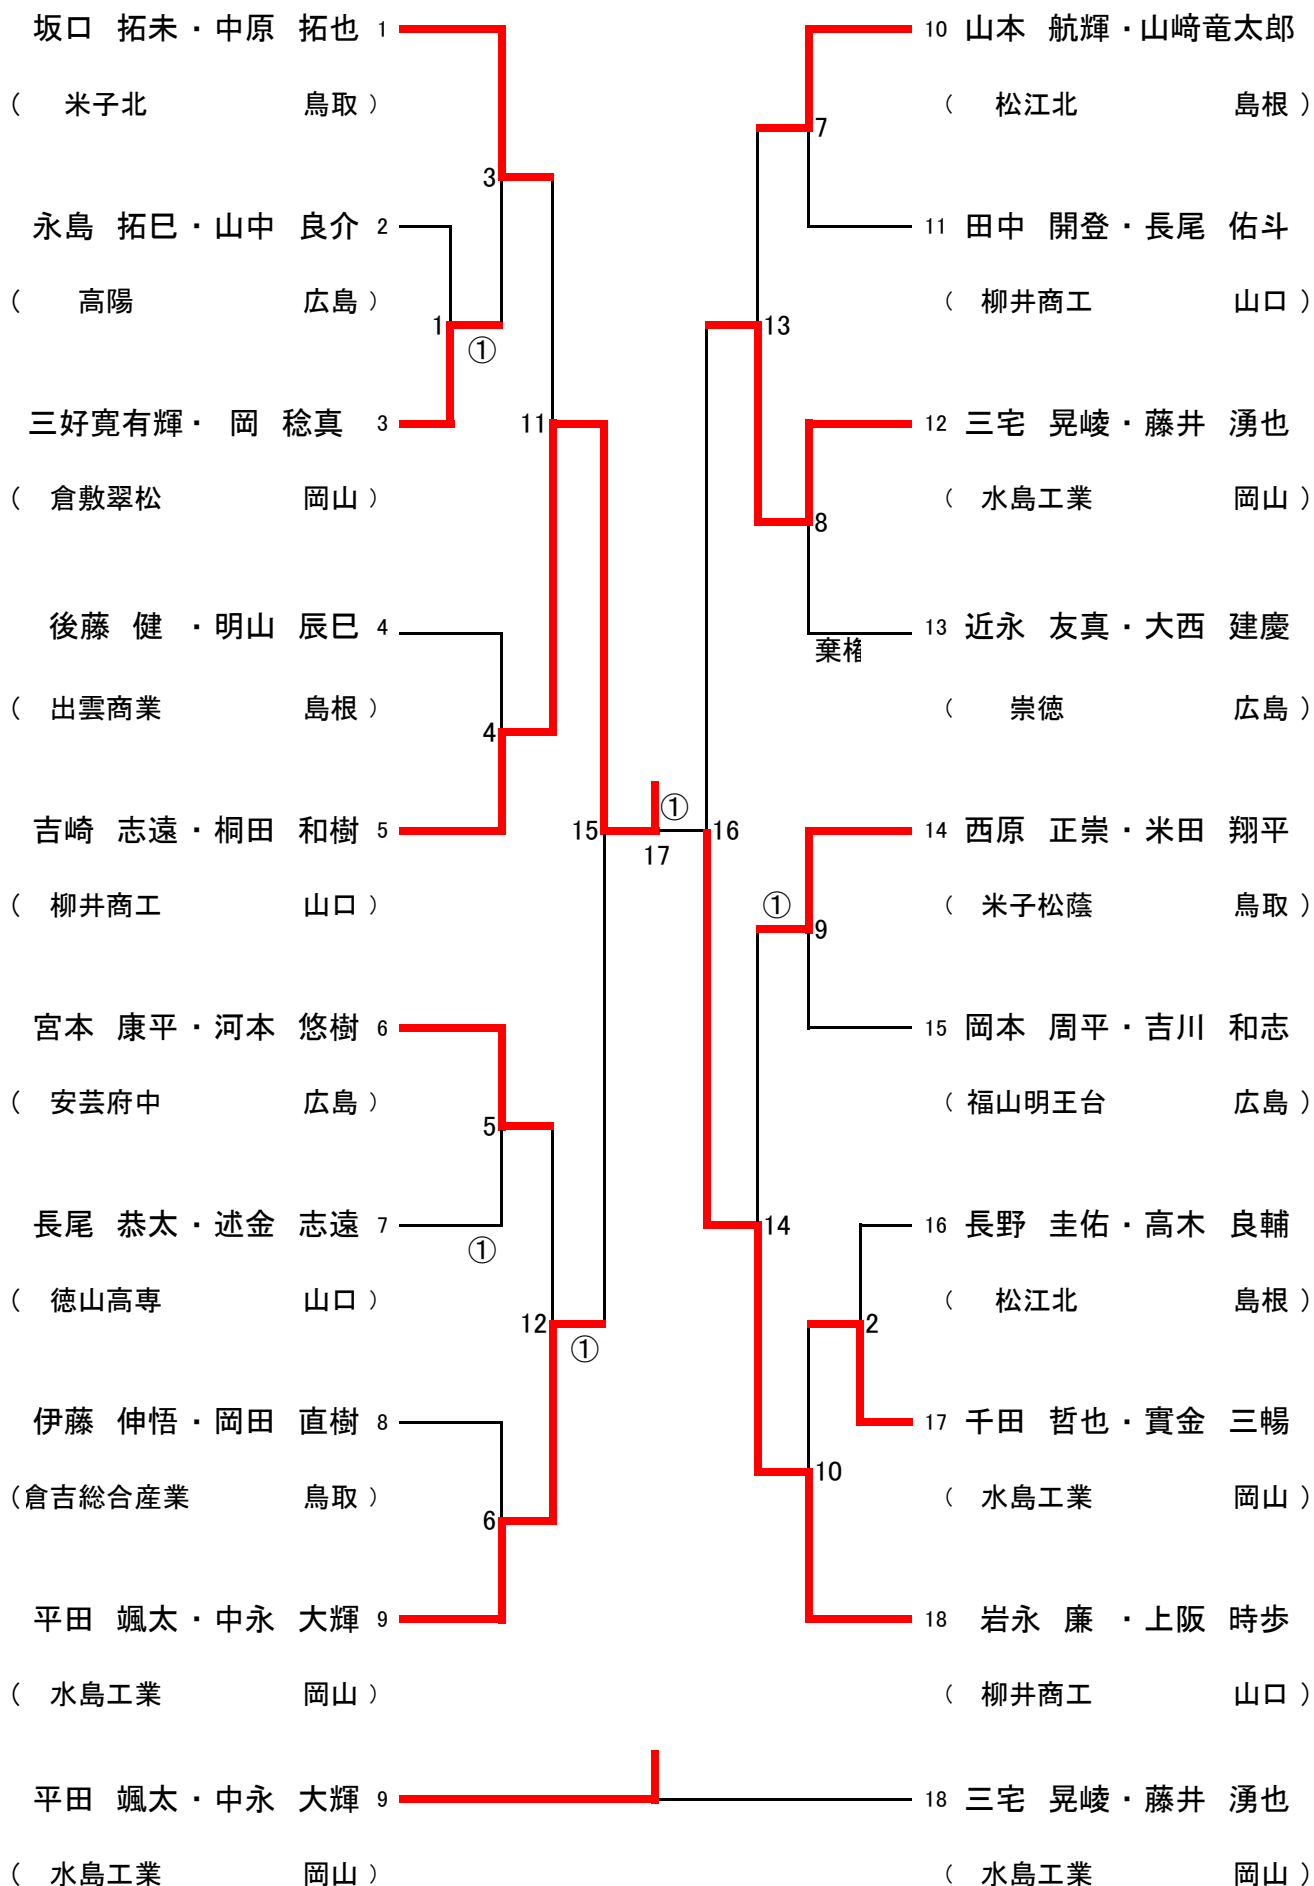 坂口 拓未・中原 拓也 1
( 米子北 鳥取 )
3
永島 拓巳・山中 良介 2
( 高陽 広島 )
1
①
三好寛有輝・ 岡 稔真 3
11
( 倉敷翠松 岡山 )
後藤 健 ・明山 辰巳 4
( 出雲商業 島根 )
4
吉崎 志遠・桐田 和樹 5
15
( 柳井商工 山口 )
宮本 康平・河本 悠樹 6
( 安芸府中 広島 )
5
長尾 恭太・述金 志遠 7
①
( 徳山高専 山口 )
12
①
伊藤 伸悟・岡田 直樹 8
(倉吉総合産業 鳥取 )
6
平田 颯太・中永 大輝 9
( 水島工業 岡山 )
①
17
10 山本 航輝・山﨑竜太郎
( 松江北 島根 )
7
11 田中 開登・長尾 佑斗
( 柳井商工 山口 )
13
12 三宅 晃崚・藤井 湧也
( 水島工業 岡山 )
8
13 近永 友真・大西 建慶
棄権
( 崇徳 広島 )
16
14 西原 正崇・米田 翔平
( 米子松蔭 鳥取 )
①
9
15 岡本 周平・吉川 和志
( 福山明王台 広島 )
14
16 長野 圭佑・高木 良輔
( 松江北 島根 )
2
17 千田 哲也・實金 三暢
10
( 水島工業 岡山 )
18 岩永 廉 ・上阪 時歩
( 柳井商工 山口 )
平田 颯太・中永 大輝 9
( 水島工業 岡山 )
18 三宅 晃崚・藤井 湧也
( 水島工業 岡山 )